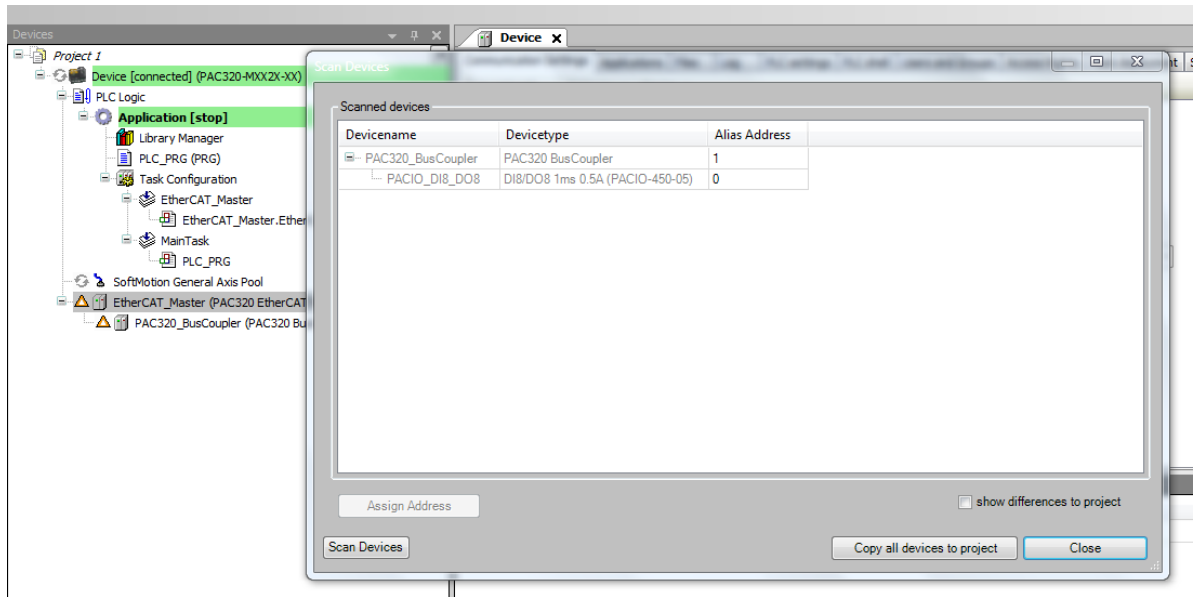 Devices
Device
Project 1
Device [connected] (PAC320-MXX2X-XX)
PLC Logic
Application [stop]
Library Manager
PLC_PRG (PRG)
Task Configuration
EtherCAT_Master
EtherCAT_Master.Ether
MainTask
PLC_PRG
SoftMotion General Axis Pool
EtherCAT_Master (PAC320 EtherCAT
PAC320_BusCoupler (PAC320 Bu
Scan Devices
Scanned devices
Devicename Devicetype Alias Address
PAC320_BusCoupler PAC320 BusCoupler 1
PACIO_DI8_DO8 DI8/DO8 1ms 0.5A (PACIO-450-05) 0
Assign Address
show differences to project
Scan Devices
Copy all devices to project
Close